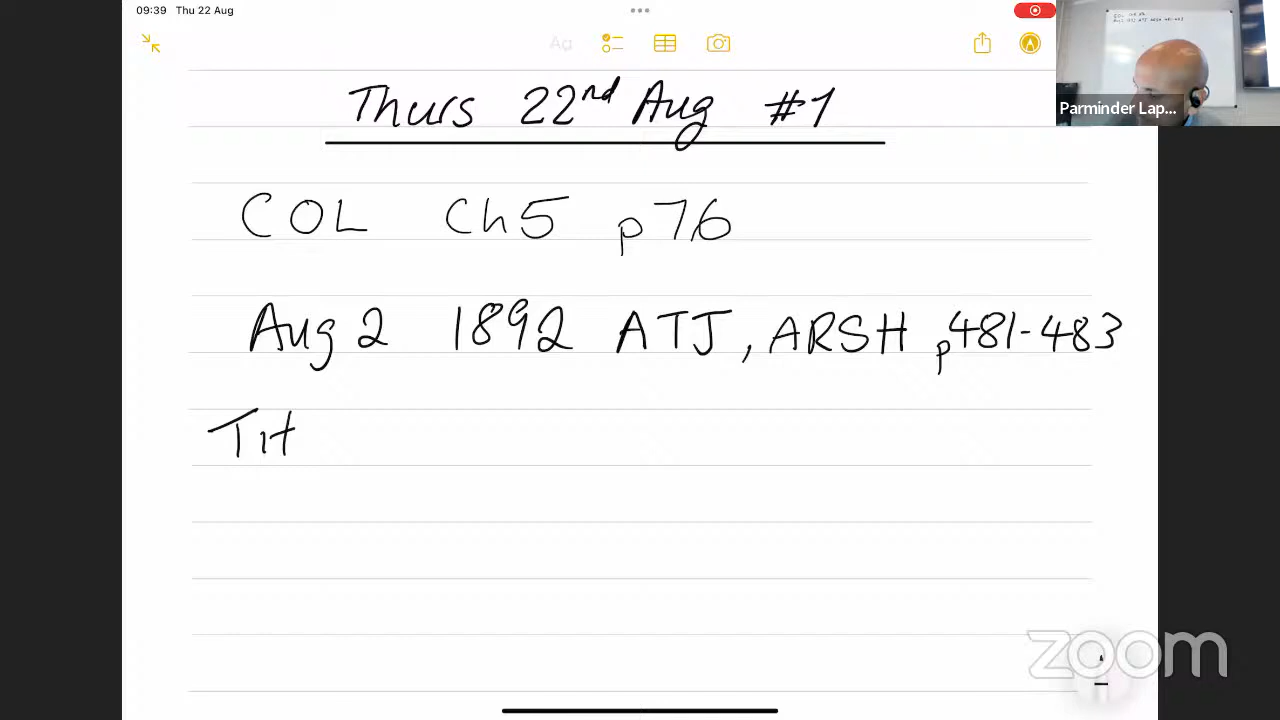 09:39 Thu 22 Aug
Aa
Thurs 22nd Aug #1
Parminder Lap...
COL Ch5 p76
Aug 2 1892 ATJ, ARSH p481-483
Tit
zoom